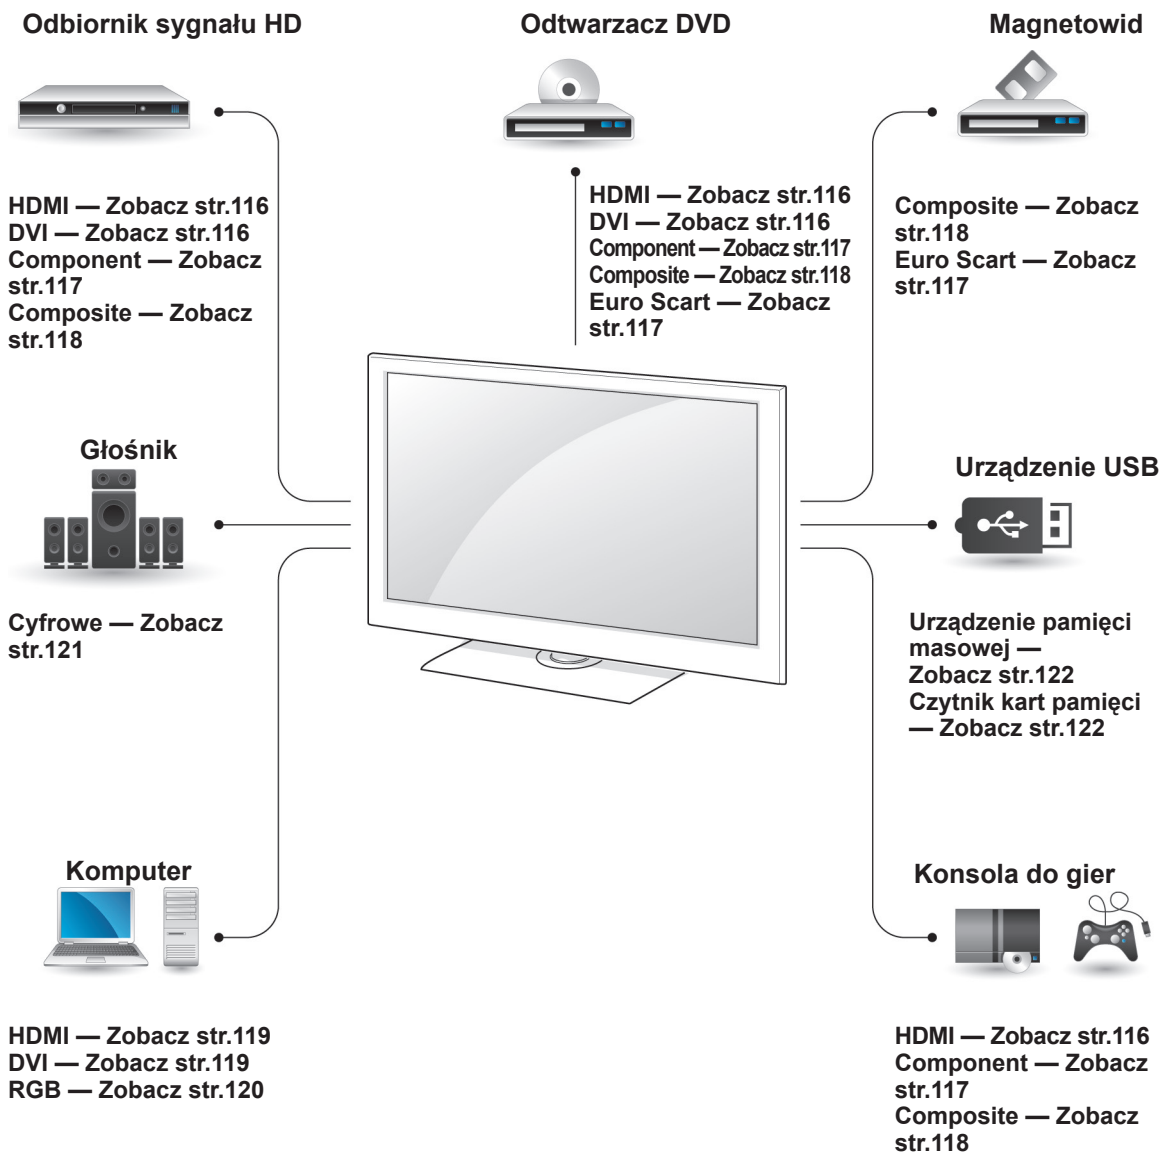 Odbiornik sygnału HD
HDMI — Zobacz str.116
DVI — Zobacz str.116
Component — Zobacz
str.117
Composite — Zobacz
str.118
Odtwarzacz DVD
HDMI — Zobacz str.116
DVI — Zobacz str.116
Component — Zobacz str.117
Composite — Zobacz str.118
Euro Scart — Zobacz
str.117
Magnetowid
Composite — Zobacz
str.118
Euro Scart — Zobacz
str.117
Głośnik
Cyfrowe — Zobacz
str.121
Urządzenie USB
Urządzenie pamięci
masowej —
Zobacz str.122
Czytnik kart pamięci
— Zobacz str.122
Komputer
HDMI — Zobacz str.119
DVI — Zobacz str.119
RGB — Zobacz str.120
Konsola do gier
HDMI — Zobacz str.116
Component — Zobacz
str.117
Composite — Zobacz
str.118